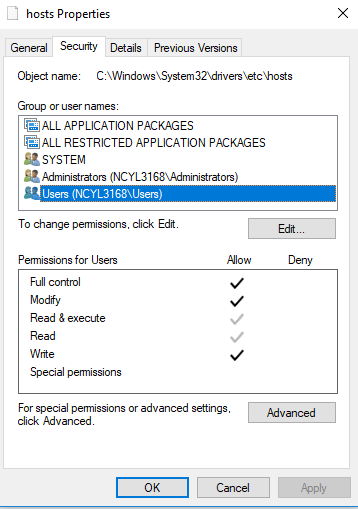 hosts Properties
General Security Details Previous Versions
Object name: C:\Windows\System32\drivers\etc\hosts
Group or user names:
ALL APPLICATION PACKAGES
ALL RESTRICTED APPLICATION PACKAGES
SYSTEM
Administrators (NCYL3168\Administrators)
Users (NCYL3168\Users)
To change permissions, click Edit.
Edit...
Permissions for Users Allow Deny
Full control
Modify
Read & execute
Read
Write
Special permissions
For special permissions or advanced settings,
click Advanced.
Advanced
OK Cancel Apply